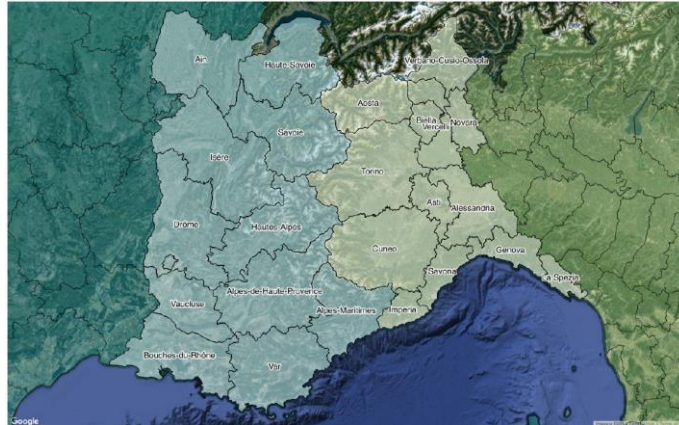 Ain
Haute-Savoie
Verbano-Cusio-Ossola
Aosta
Biella
Vercelli
Novara
Savoie
Isère
Torino
Asti
Alessandria
Drôme
Hautes-Alpes
Cuneo
Genova
Savona
La Spezia
Vaucluse
Alpes-de-Haute-Provence
Alpes-Maritimes
Imperia
Bouches-du-Rhône
Var
Google